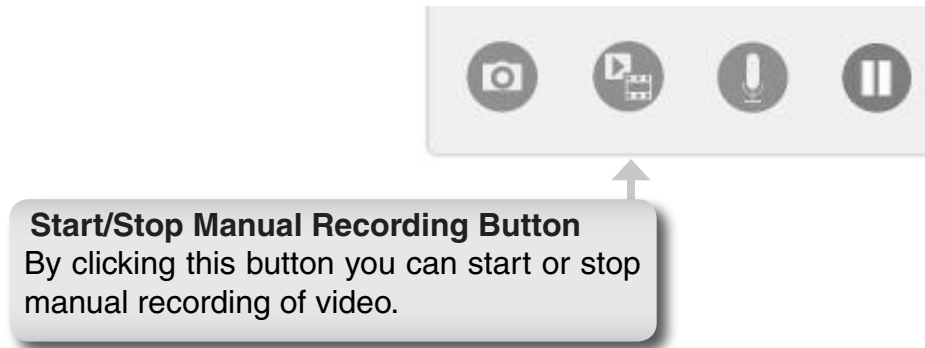 Start/Stop Manual Recording Button
By clicking this button you can start or stop
manual recording of video.